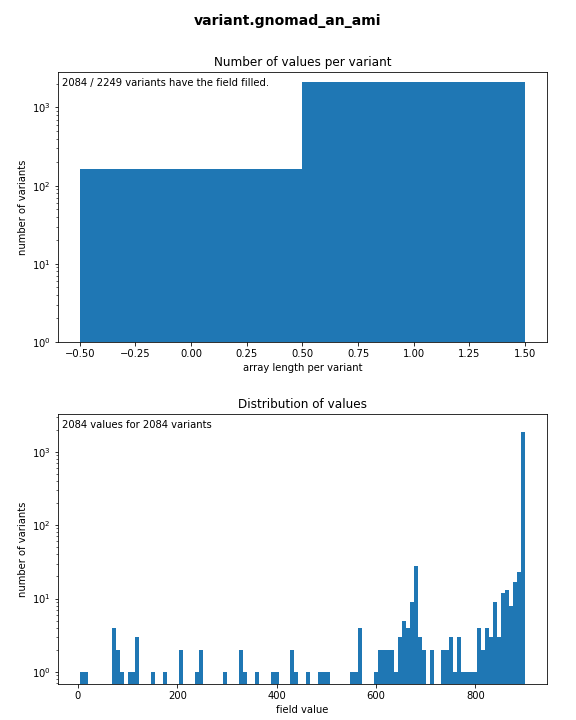 variant.gnomad_an_ami
Number of values per variant
2084 / 2249 variants have the field filled.
number of variants
10³
10²
10¹
10⁰
−0.50 −0.25 0.00 0.25 0.50 0.75 1.00 1.25 1.50
array length per variant
Distribution of values
2084 values for 2084 variants
number of variants
10³
10²
10¹
10⁰
0 200 400 600 800
field value